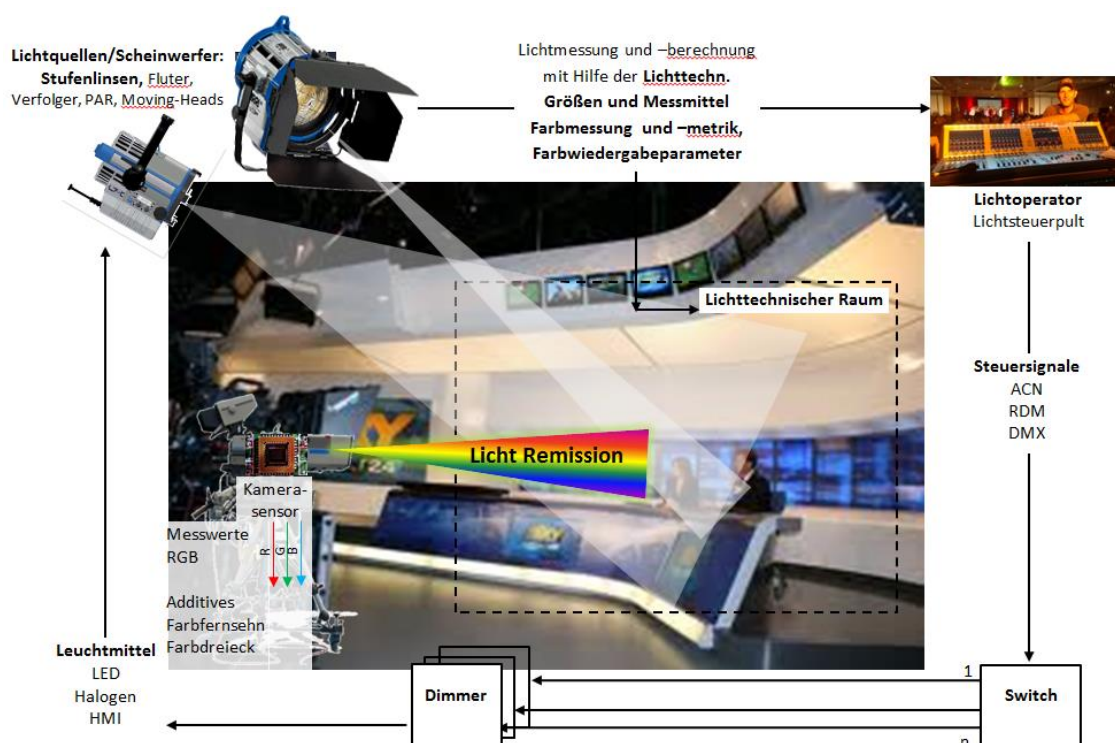 Lichtquellen/Scheinwerfer:
Stufenlinsen, Fluter,
Verfolger, PAR, Moving-Heads
Lichtmessung und –berechnung
mit Hilfe der Lichttechn.
Größen und Messmittel
Farbmessung und –metrik,
Farbwiedergabeparameter
Lichtoperator
Lichtsteuerpult
Lichttechnischer Raum
Steuersignale
ACN
RDM
DMX
Licht Remission
Kamera-
sensor
Messwerte
RGB
R
G
B
Additives
Farbfernsehn
Farbdreieck
Leuchtmittel
LED
Halogen
HMI
Dimmer
1
Switch
n